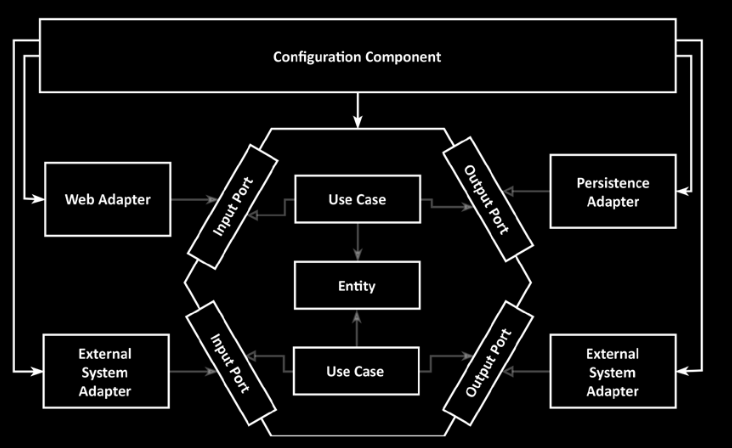 Configuration Component
Web Adapter
Input Port
Use Case
Output Port
Persistence
Adapter
Entity
External
System
Adapter
Input Port
Use Case
Output Port
External
System
Adapter